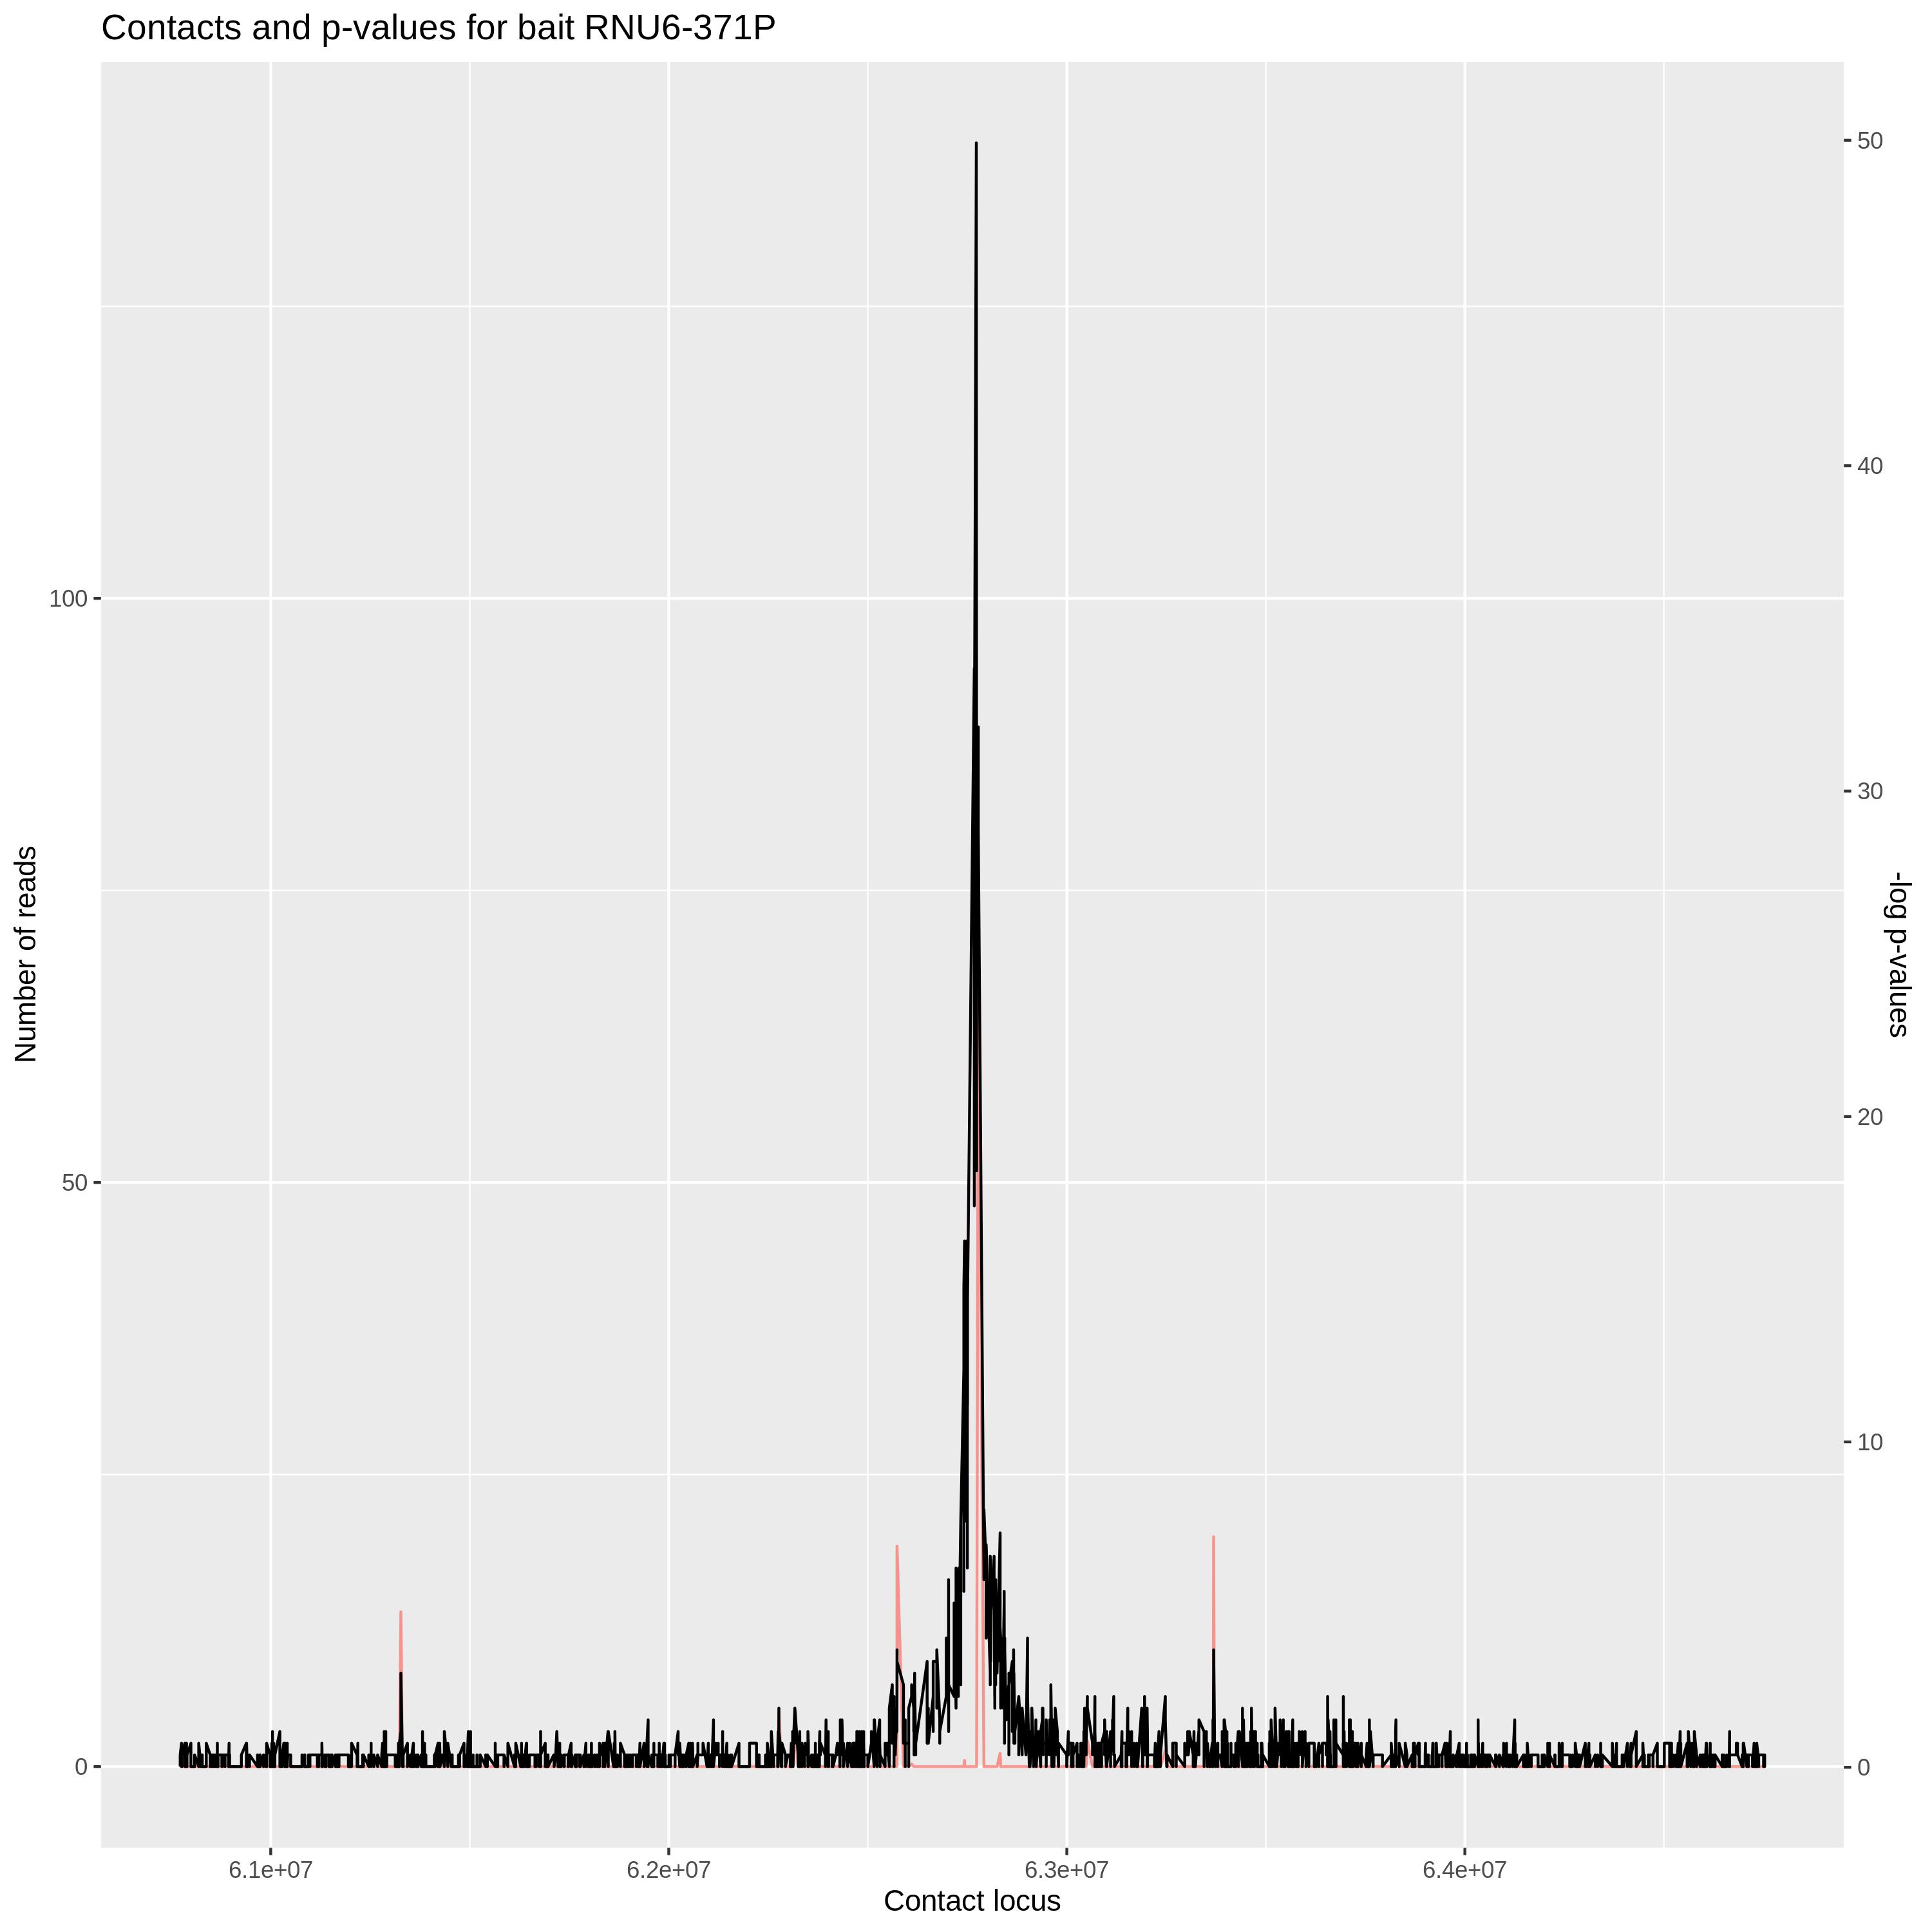 Contacts and p-values for bait RNU6-371P
50
40
100
30
Number of reads
-log p-values
20
50
10
0
0
6.1e+07
6.2e+07
6.3e+07
6.4e+07
Contact locus